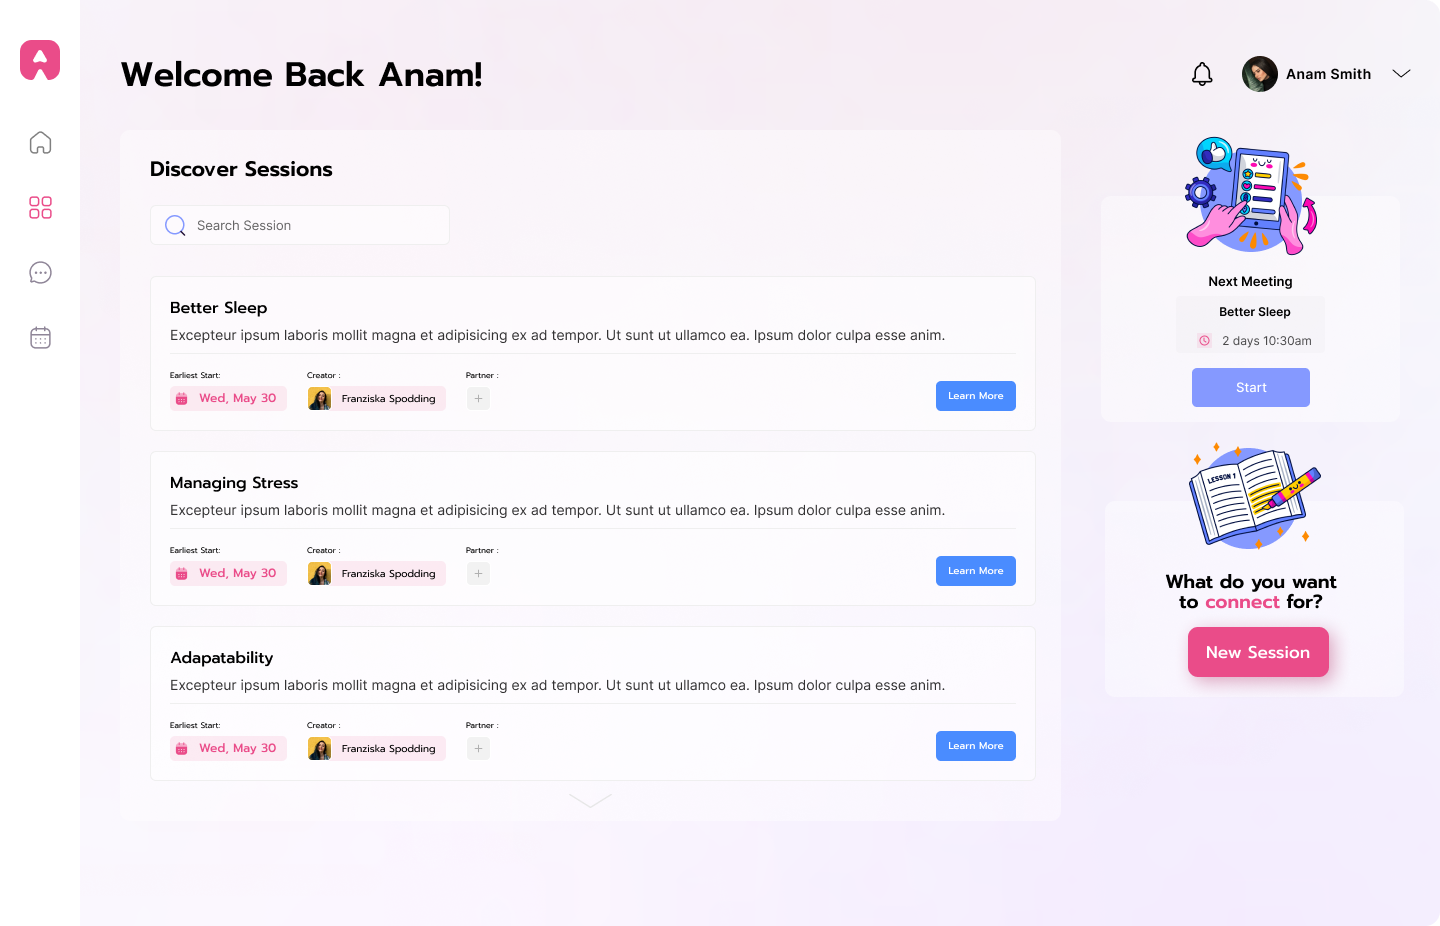 Welcome Back Anam!
Anam Smith
Discover Sessions
Search Session
Better Sleep
Excepteur ipsum laboris mollit magna et adipisicing ex ad tempor. Ut sunt ut ullamco ea. Ipsum dolor culpa esse anim.
Earliest Start: Creator : Partner :
Wed, May 30 Franziska Spodding + Learn More
Managing Stress
Excepteur ipsum laboris mollit magna et adipisicing ex ad tempor. Ut sunt ut ullamco ea. Ipsum dolor culpa esse anim.
Earliest Start: Creator : Partner :
Wed, May 30 Franziska Spodding + Learn More
Adapatability
Excepteur ipsum laboris mollit magna et adipisicing ex ad tempor. Ut sunt ut ullamco ea. Ipsum dolor culpa esse anim.
Earliest Start: Creator : Partner :
Wed, May 30 Franziska Spodding + Learn More
Next Meeting
Better Sleep
2 days 10:30am
Start
LESSON 1
What do you want
to connect for?
New Session